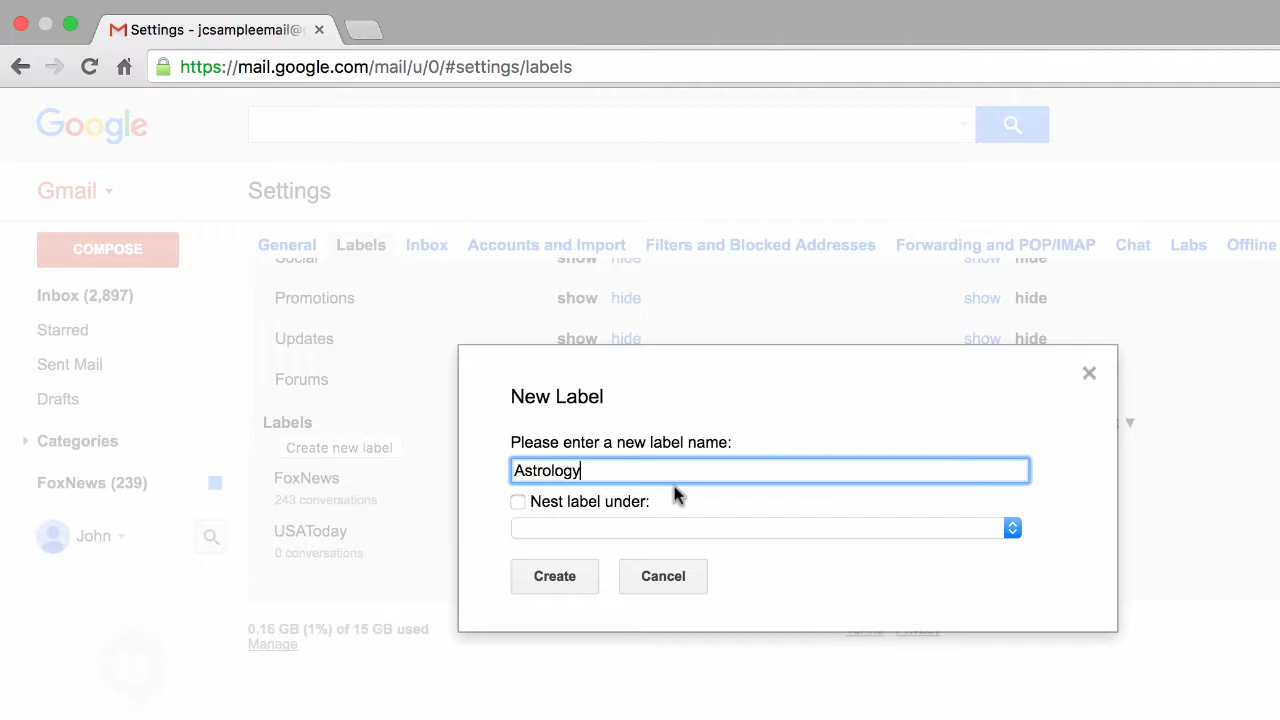 Settings - jcsampleemail@
https://mail.google.com/mail/u/0/#settings/labels
Google
Gmail
Settings
COMPOSE
General Labels Inbox Accounts and Import Filters and Blocked Addresses Forwarding and POP/IMAP Chat Labs Offline
Social show hide show hide
Inbox (2,897)
Promotions show hide show hide
Starred
Updates show hide show hide
Sent Mail
Forums
Drafts
Labels
Categories
Create new label
FoxNews (239)
FoxNews
243 conversations
USAToday
0 conversations
John
New Label
Please enter a new label name:
Astrology
Nest label under:
Create Cancel
0.16 GB (1%) of 15 GB used
Manage
Terms Privacy